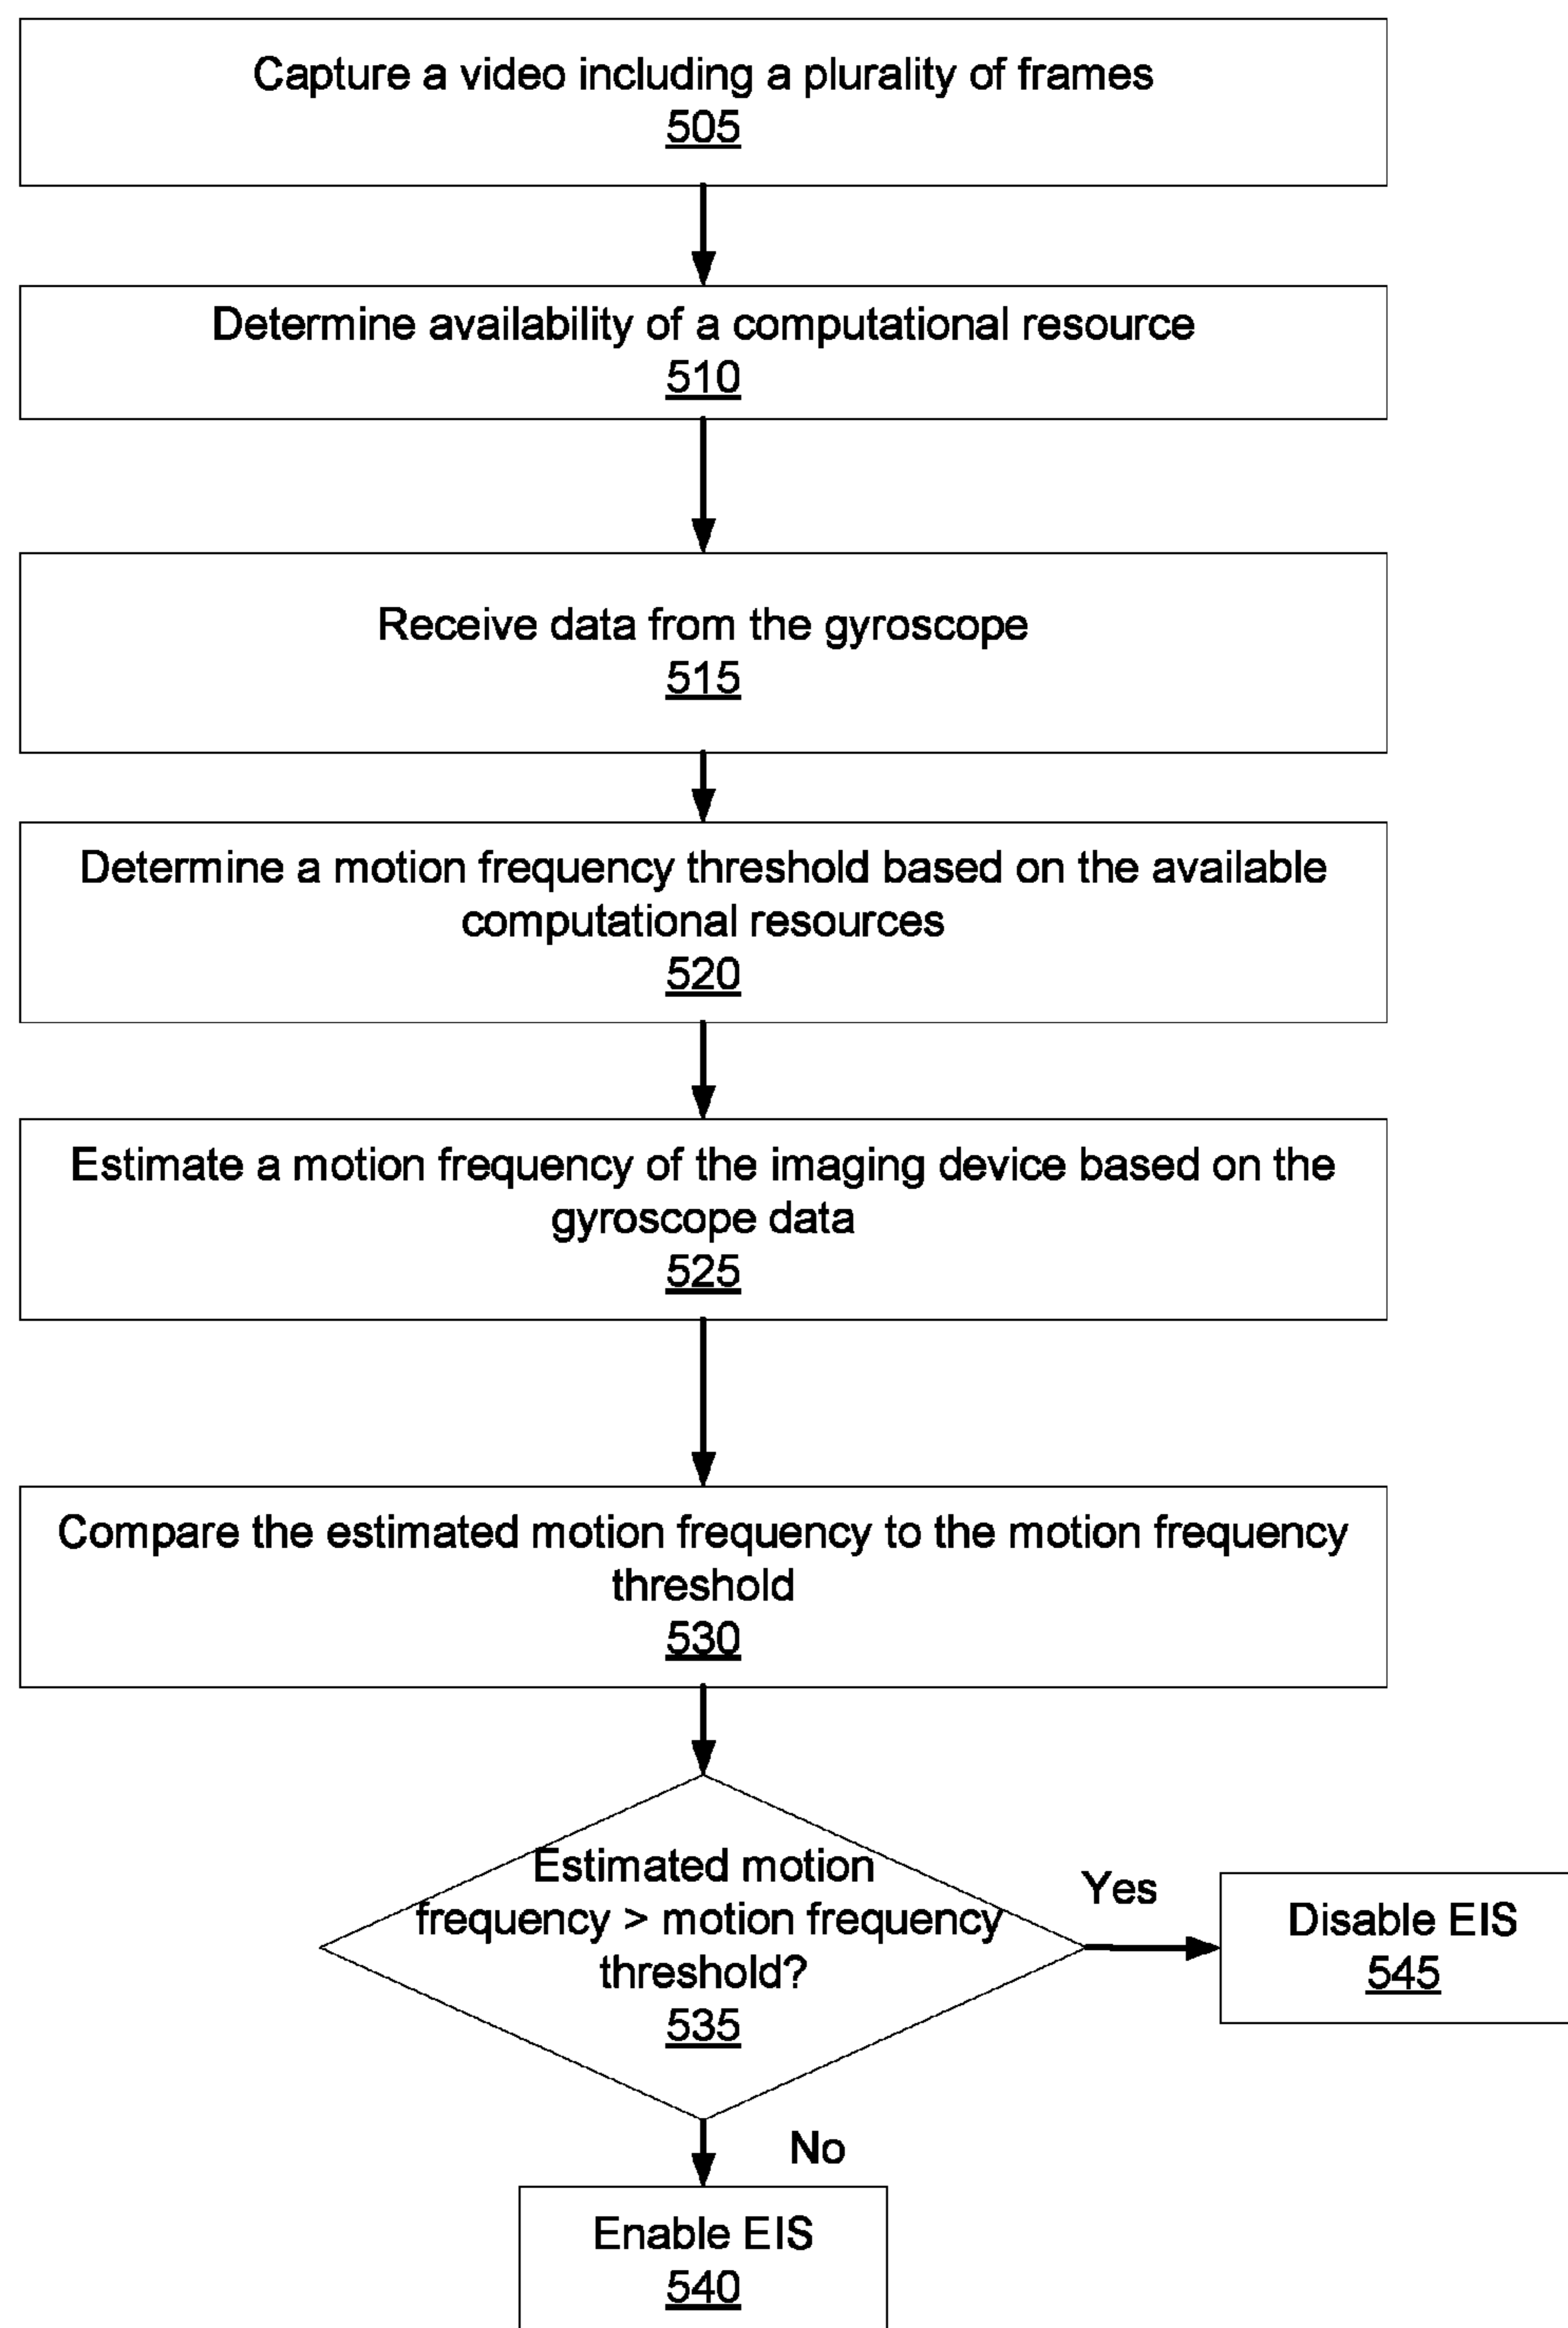 Capture a video including a plurality of frames
505
Determine availability of a computational resource
510
Receive data from the gyroscope
515
Determine a motion frequency threshold based on the available
computational resources
520
Estimate a motion frequency of the imaging device based on the
gyroscope data
525
Compare the estimated motion frequency to the motion frequency
threshold
530
Estimated motion
frequency > motion frequency
threshold?
535
Yes
Disable EIS
545
No
Enable EIS
540